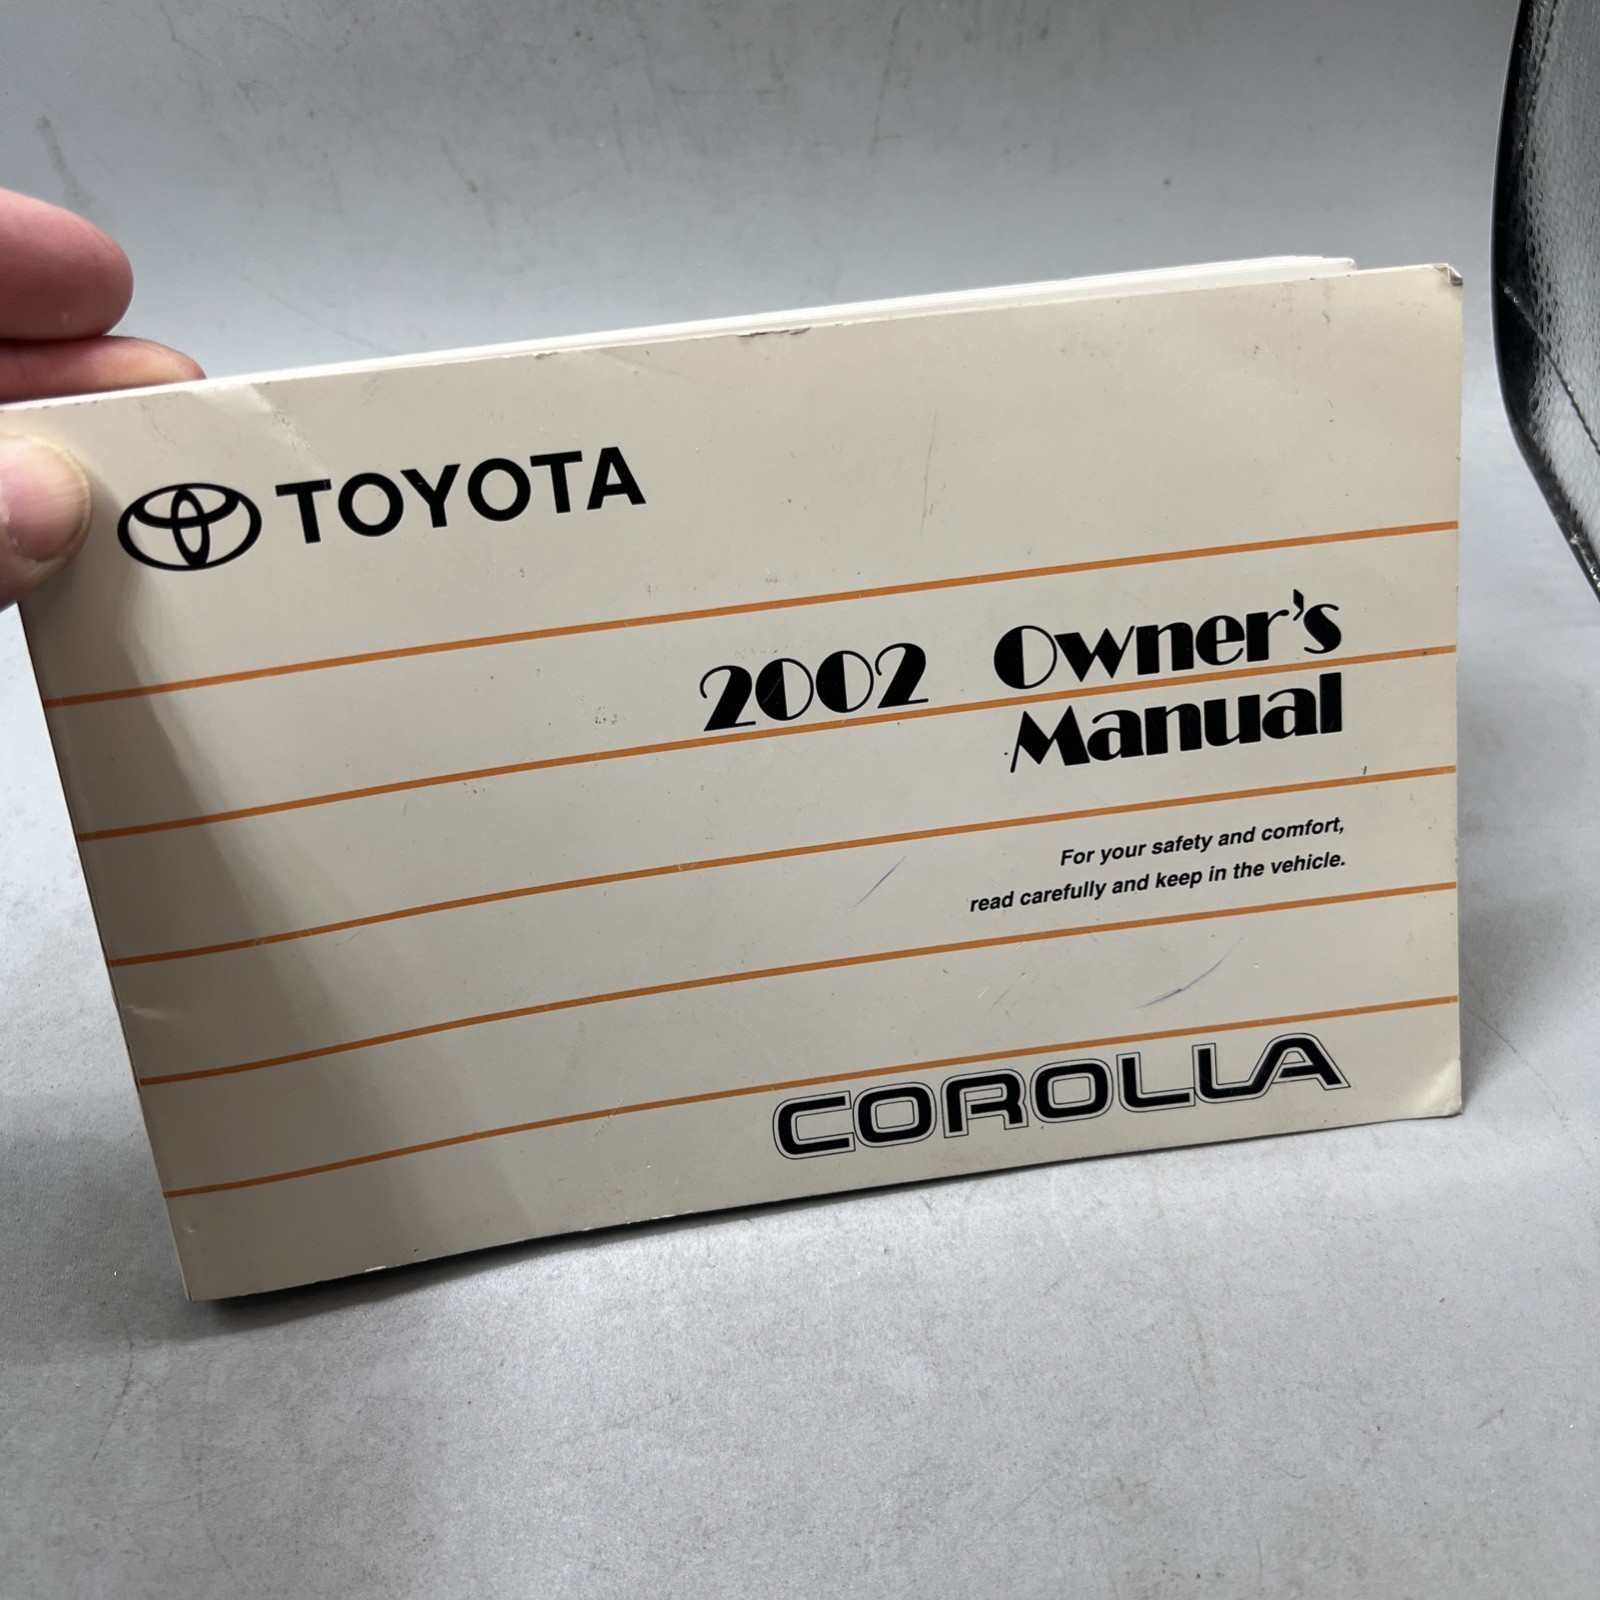 TOYOTA
2002 Owner's
Manual
For your safety and comfort,
read carefully and keep in the vehicle.
COROLLA